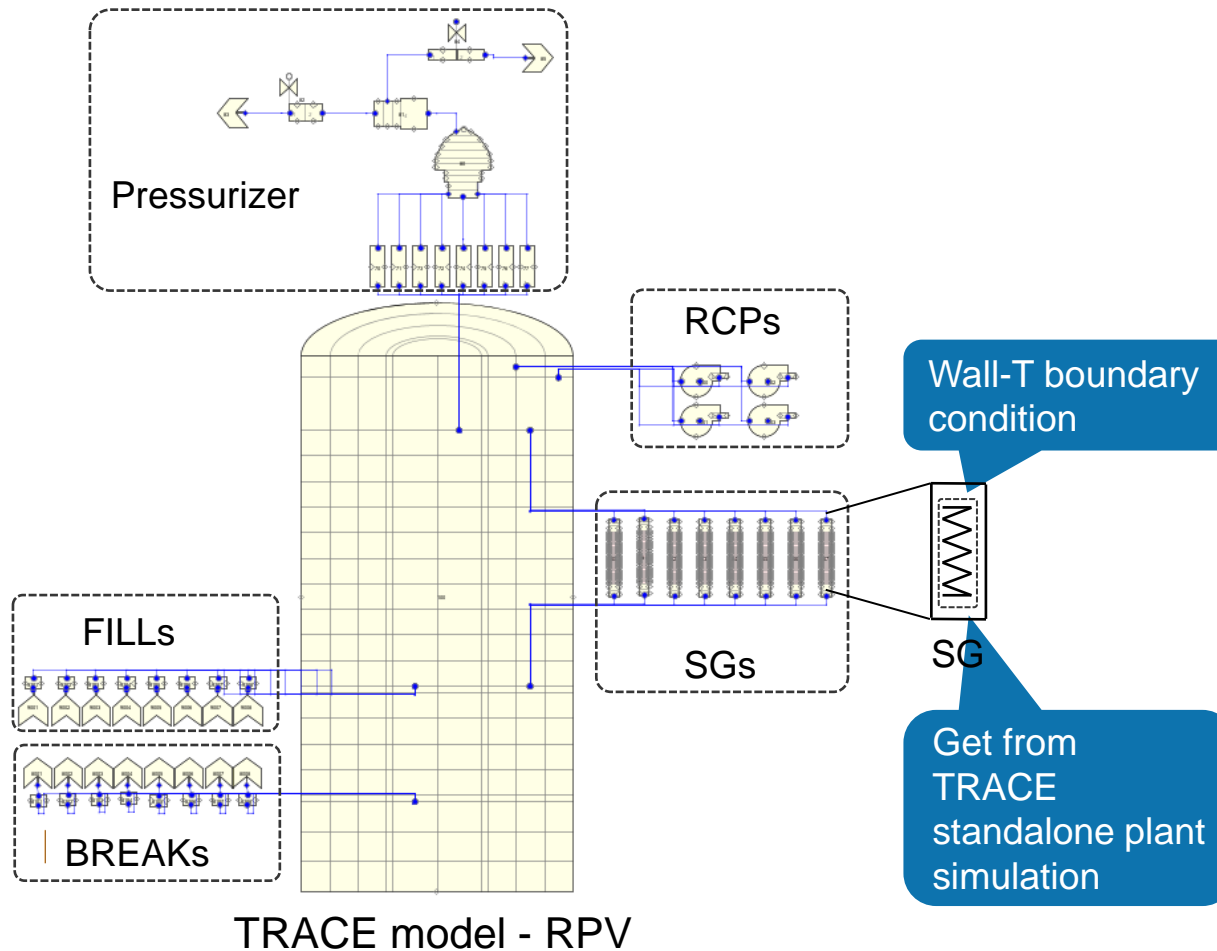 Pressurizer
RCPs
Wall-T boundary
condition
FILLs
SGs
SG
BREAKs
Get from
TRACE
standalone plant
simulation
TRACE model - RPV